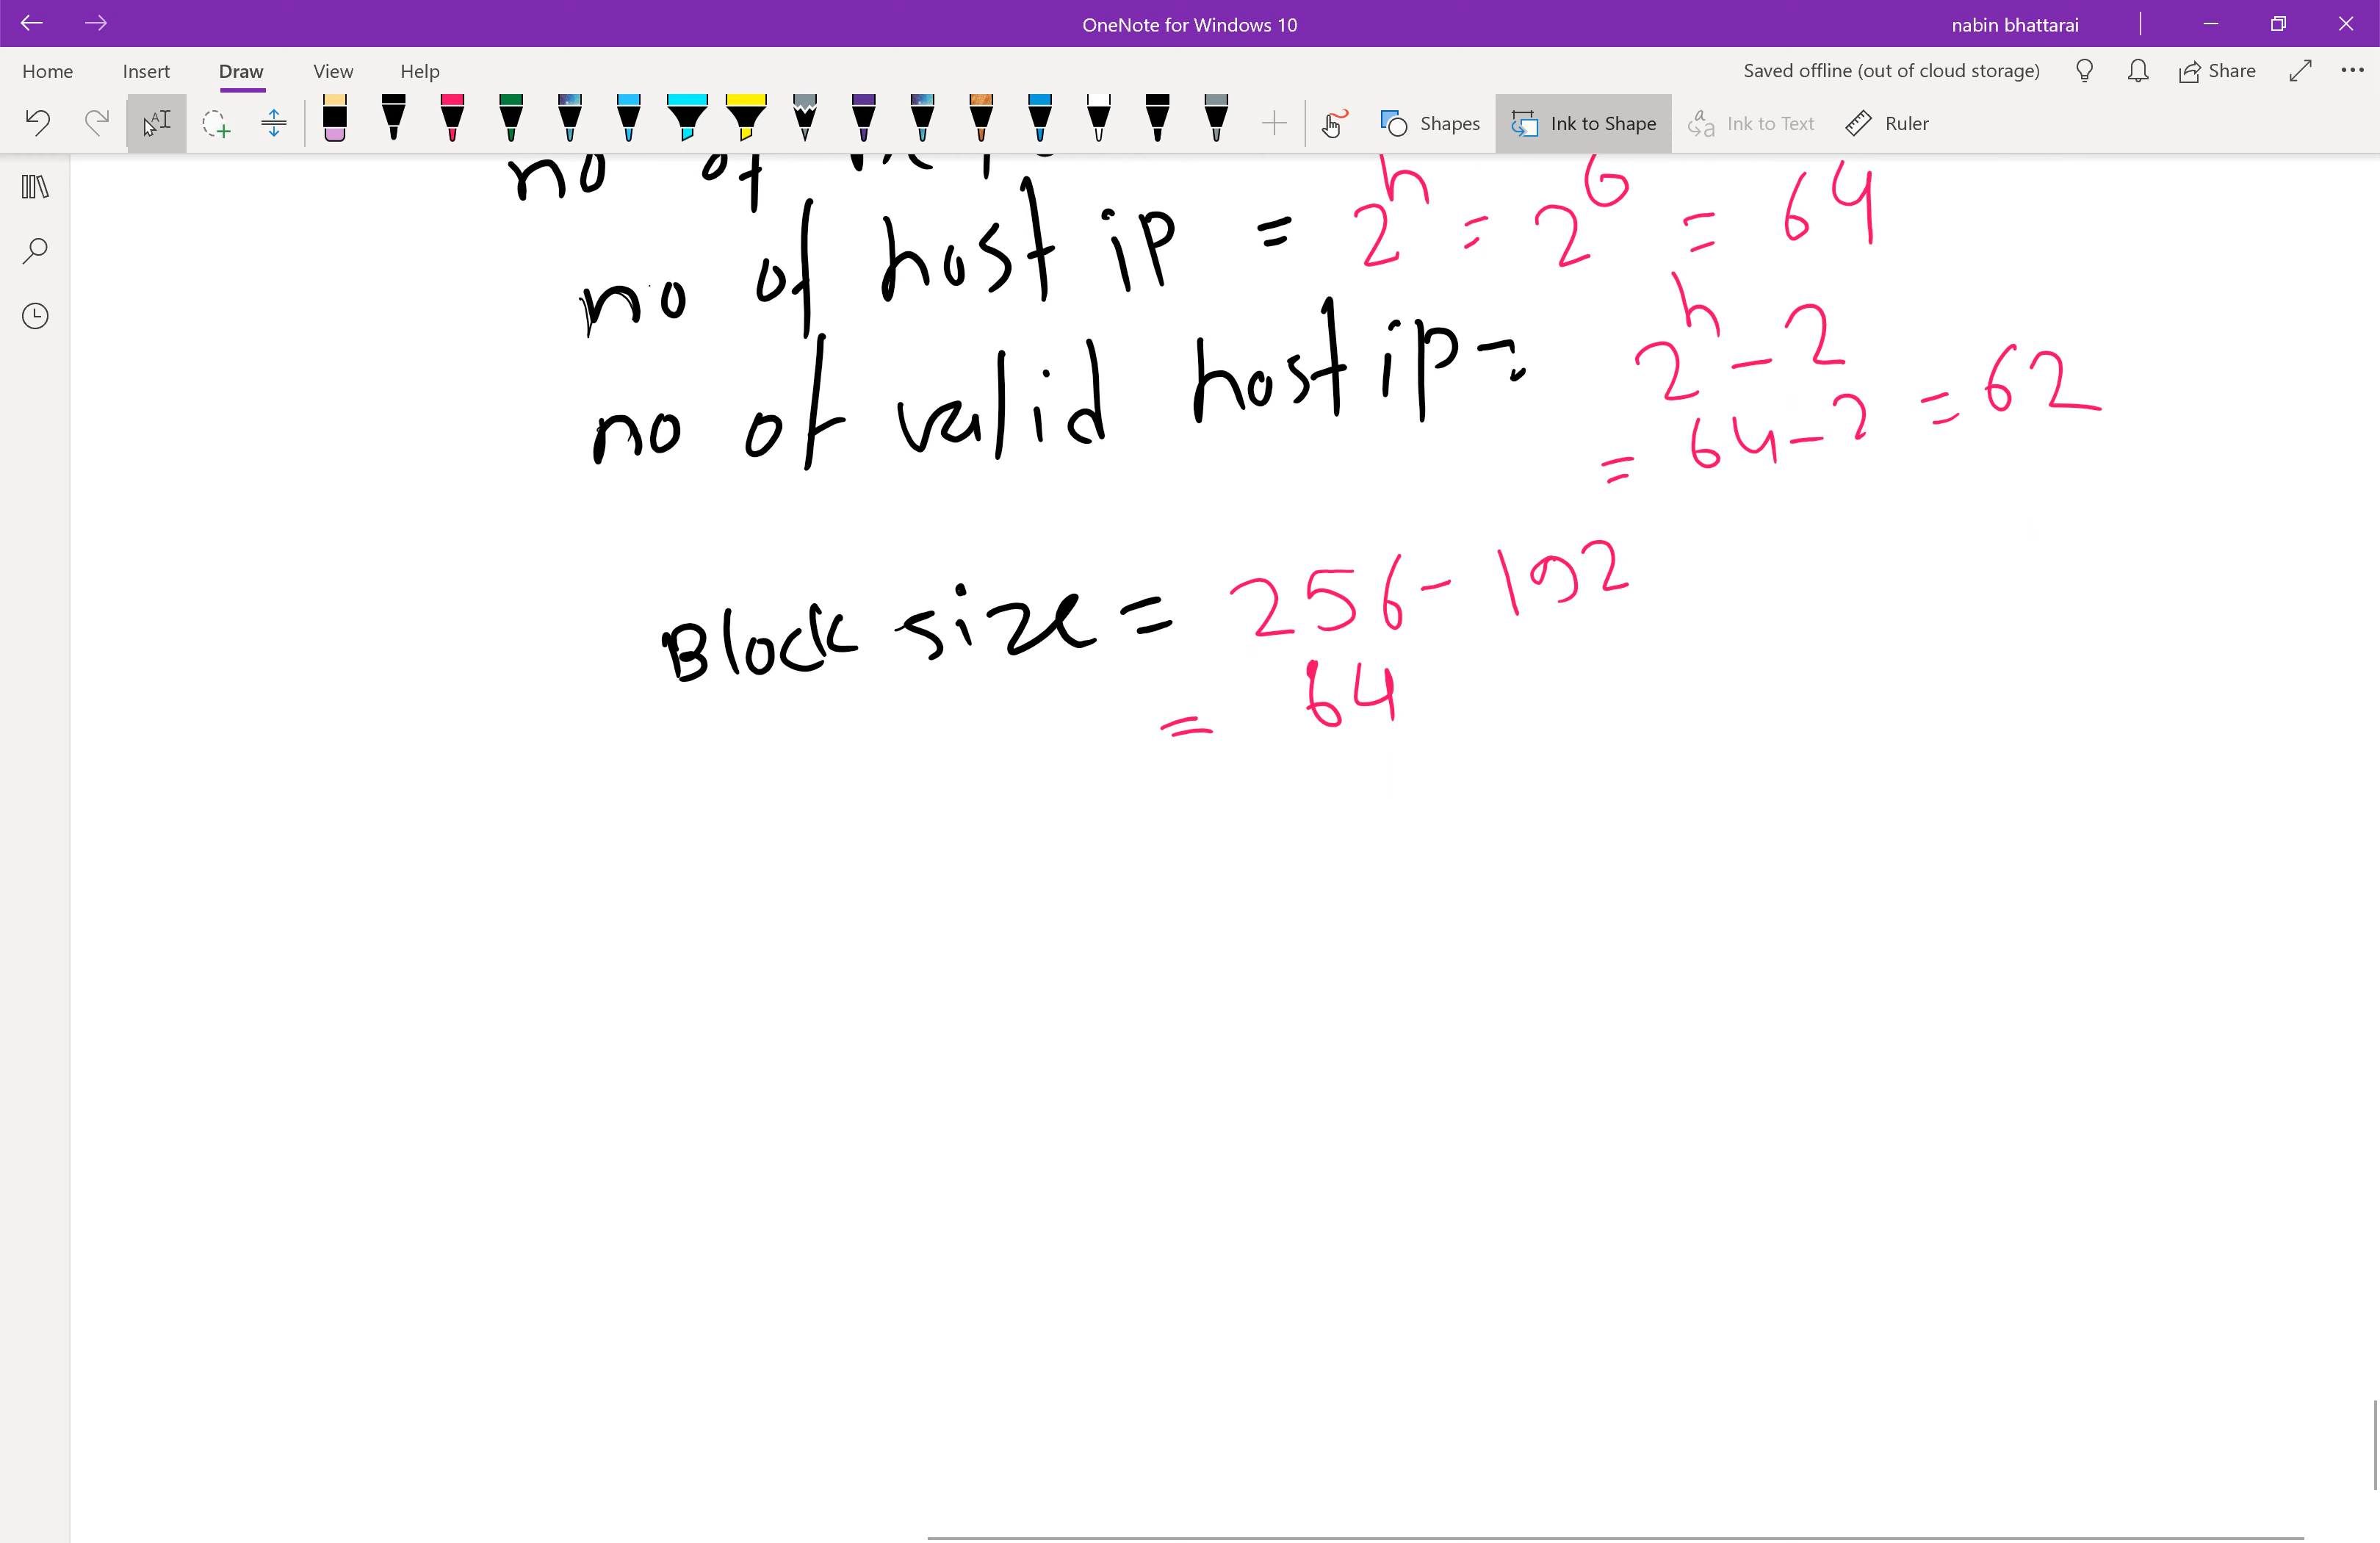 OneNote for Windows 10
nabin bhattarai
Home Insert Draw View Help
Saved offline (out of cloud storage)
Share
Shapes
Ink to Shape
Ink to Text
Ruler
no of
no of host ip = 2^h = 2^6 = 64
no of valid host ip = 2^h - 2
= 64 - 2 = 62
Block size = 256 - 192
= 64